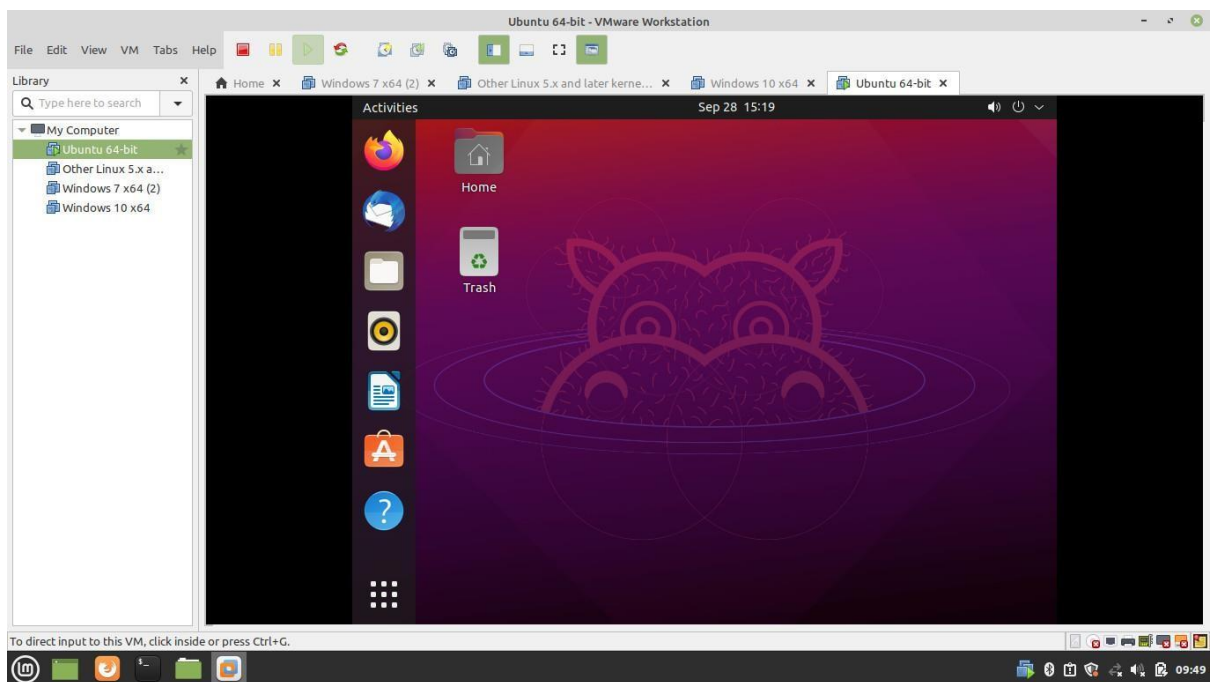 Ubuntu 64-bit - VMware Workstation
File Edit View VM Tabs Help
Library
Home
Windows 7 x64 (2)
Other Linux 5.x and later kerne...
Windows 10 x64
Ubuntu 64-bit
Type here to search
My Computer
Ubuntu 64-bit
Other Linux 5.x a...
Windows 7 x64 (2)
Windows 10 x64
Activities
Sep 28 15:19
Home
Trash
To direct input to this VM, click inside or press Ctrl+G.
09:49